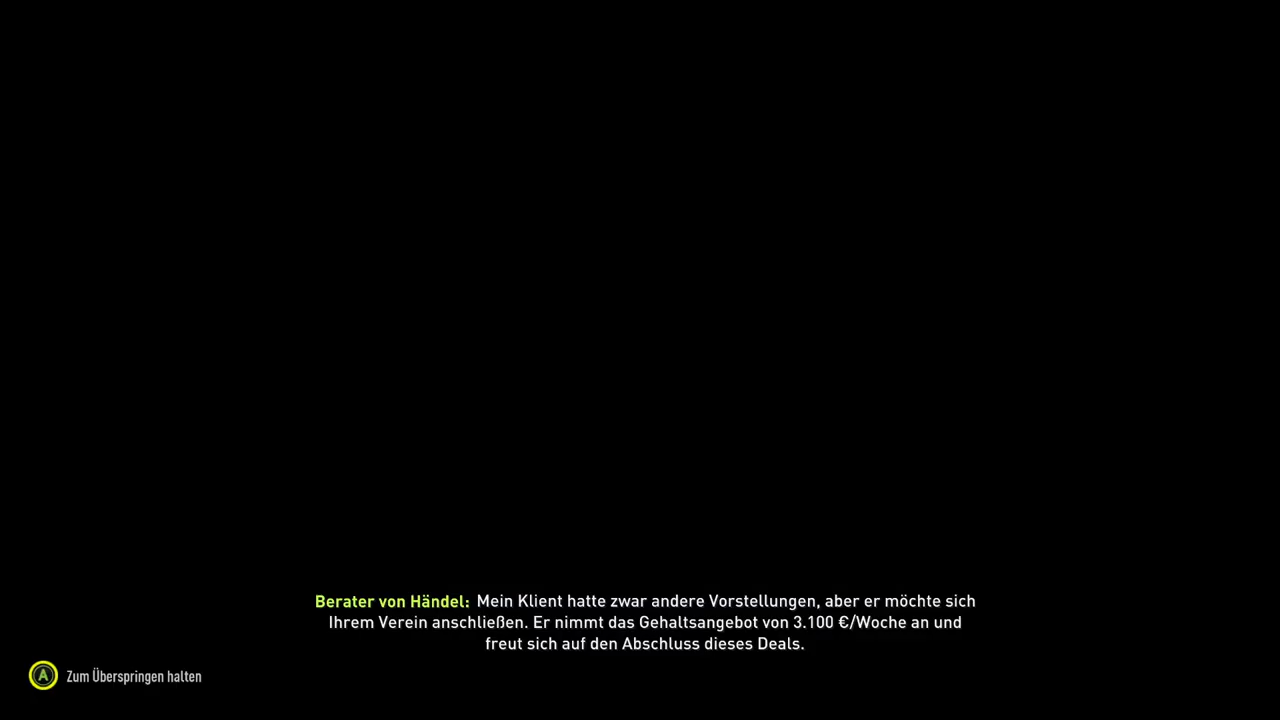 Berater von Händel: Mein Klient hatte zwar andere Vorstellungen, aber er möchte sich
Ihrem Verein anschließen. Er nimmt das Gehaltsangebot von 3.100 €/Woche an und
freut sich auf den Abschluss dieses Deals.
A Zum Überspringen halten